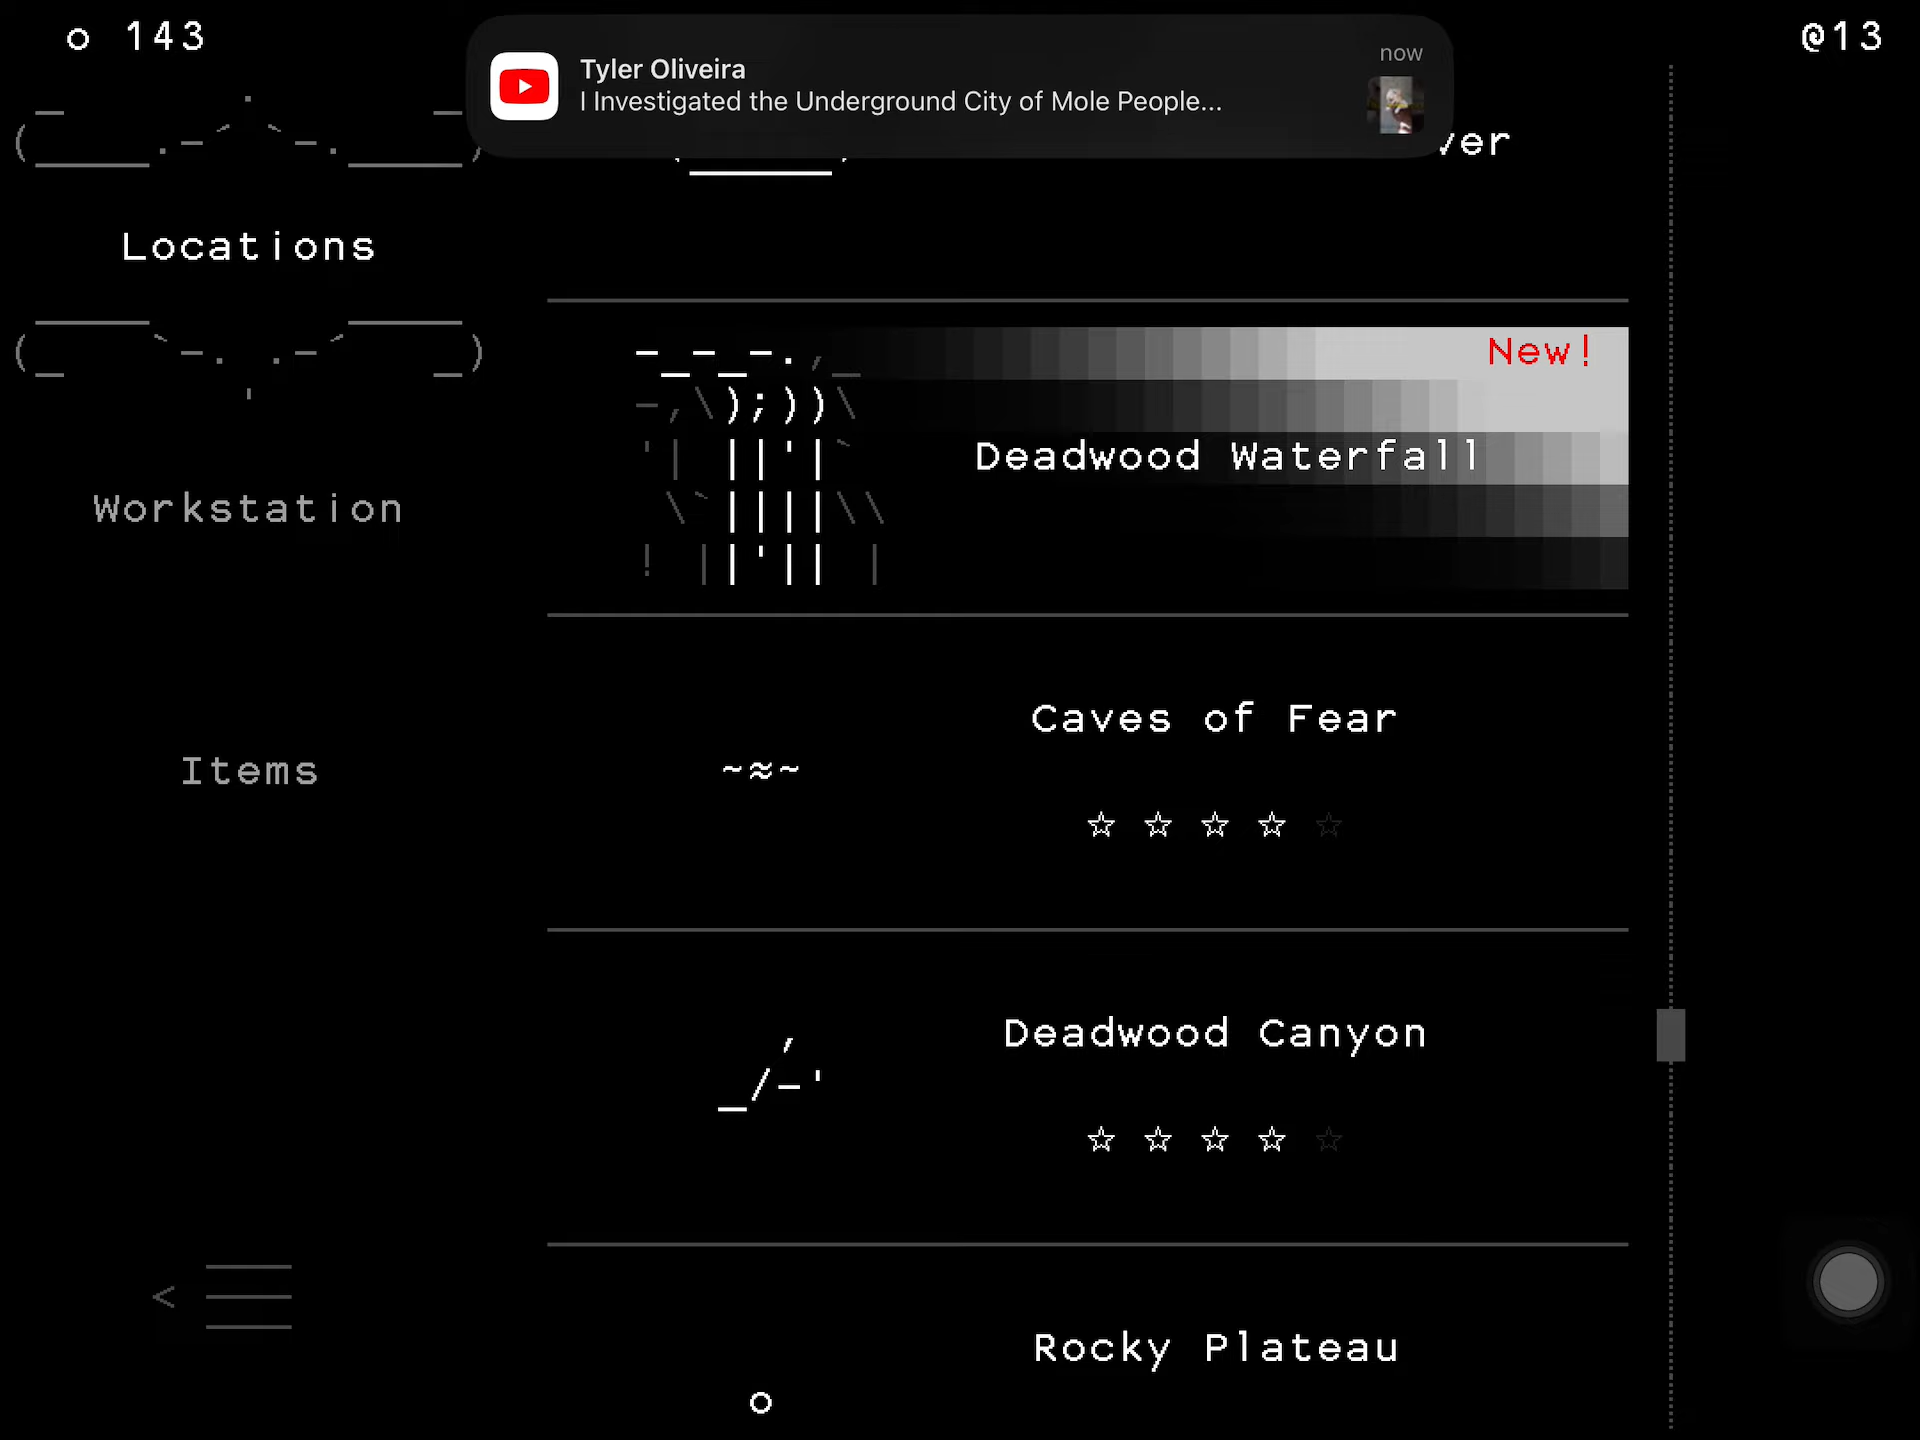 143
@13
Tyler Oliveira
now
I Investigated the Underground City of Mole People...
Locations
New!
Deadwood Waterfall
Workstation
Caves of Fear
Items
Deadwood Canyon
Rocky Plateau